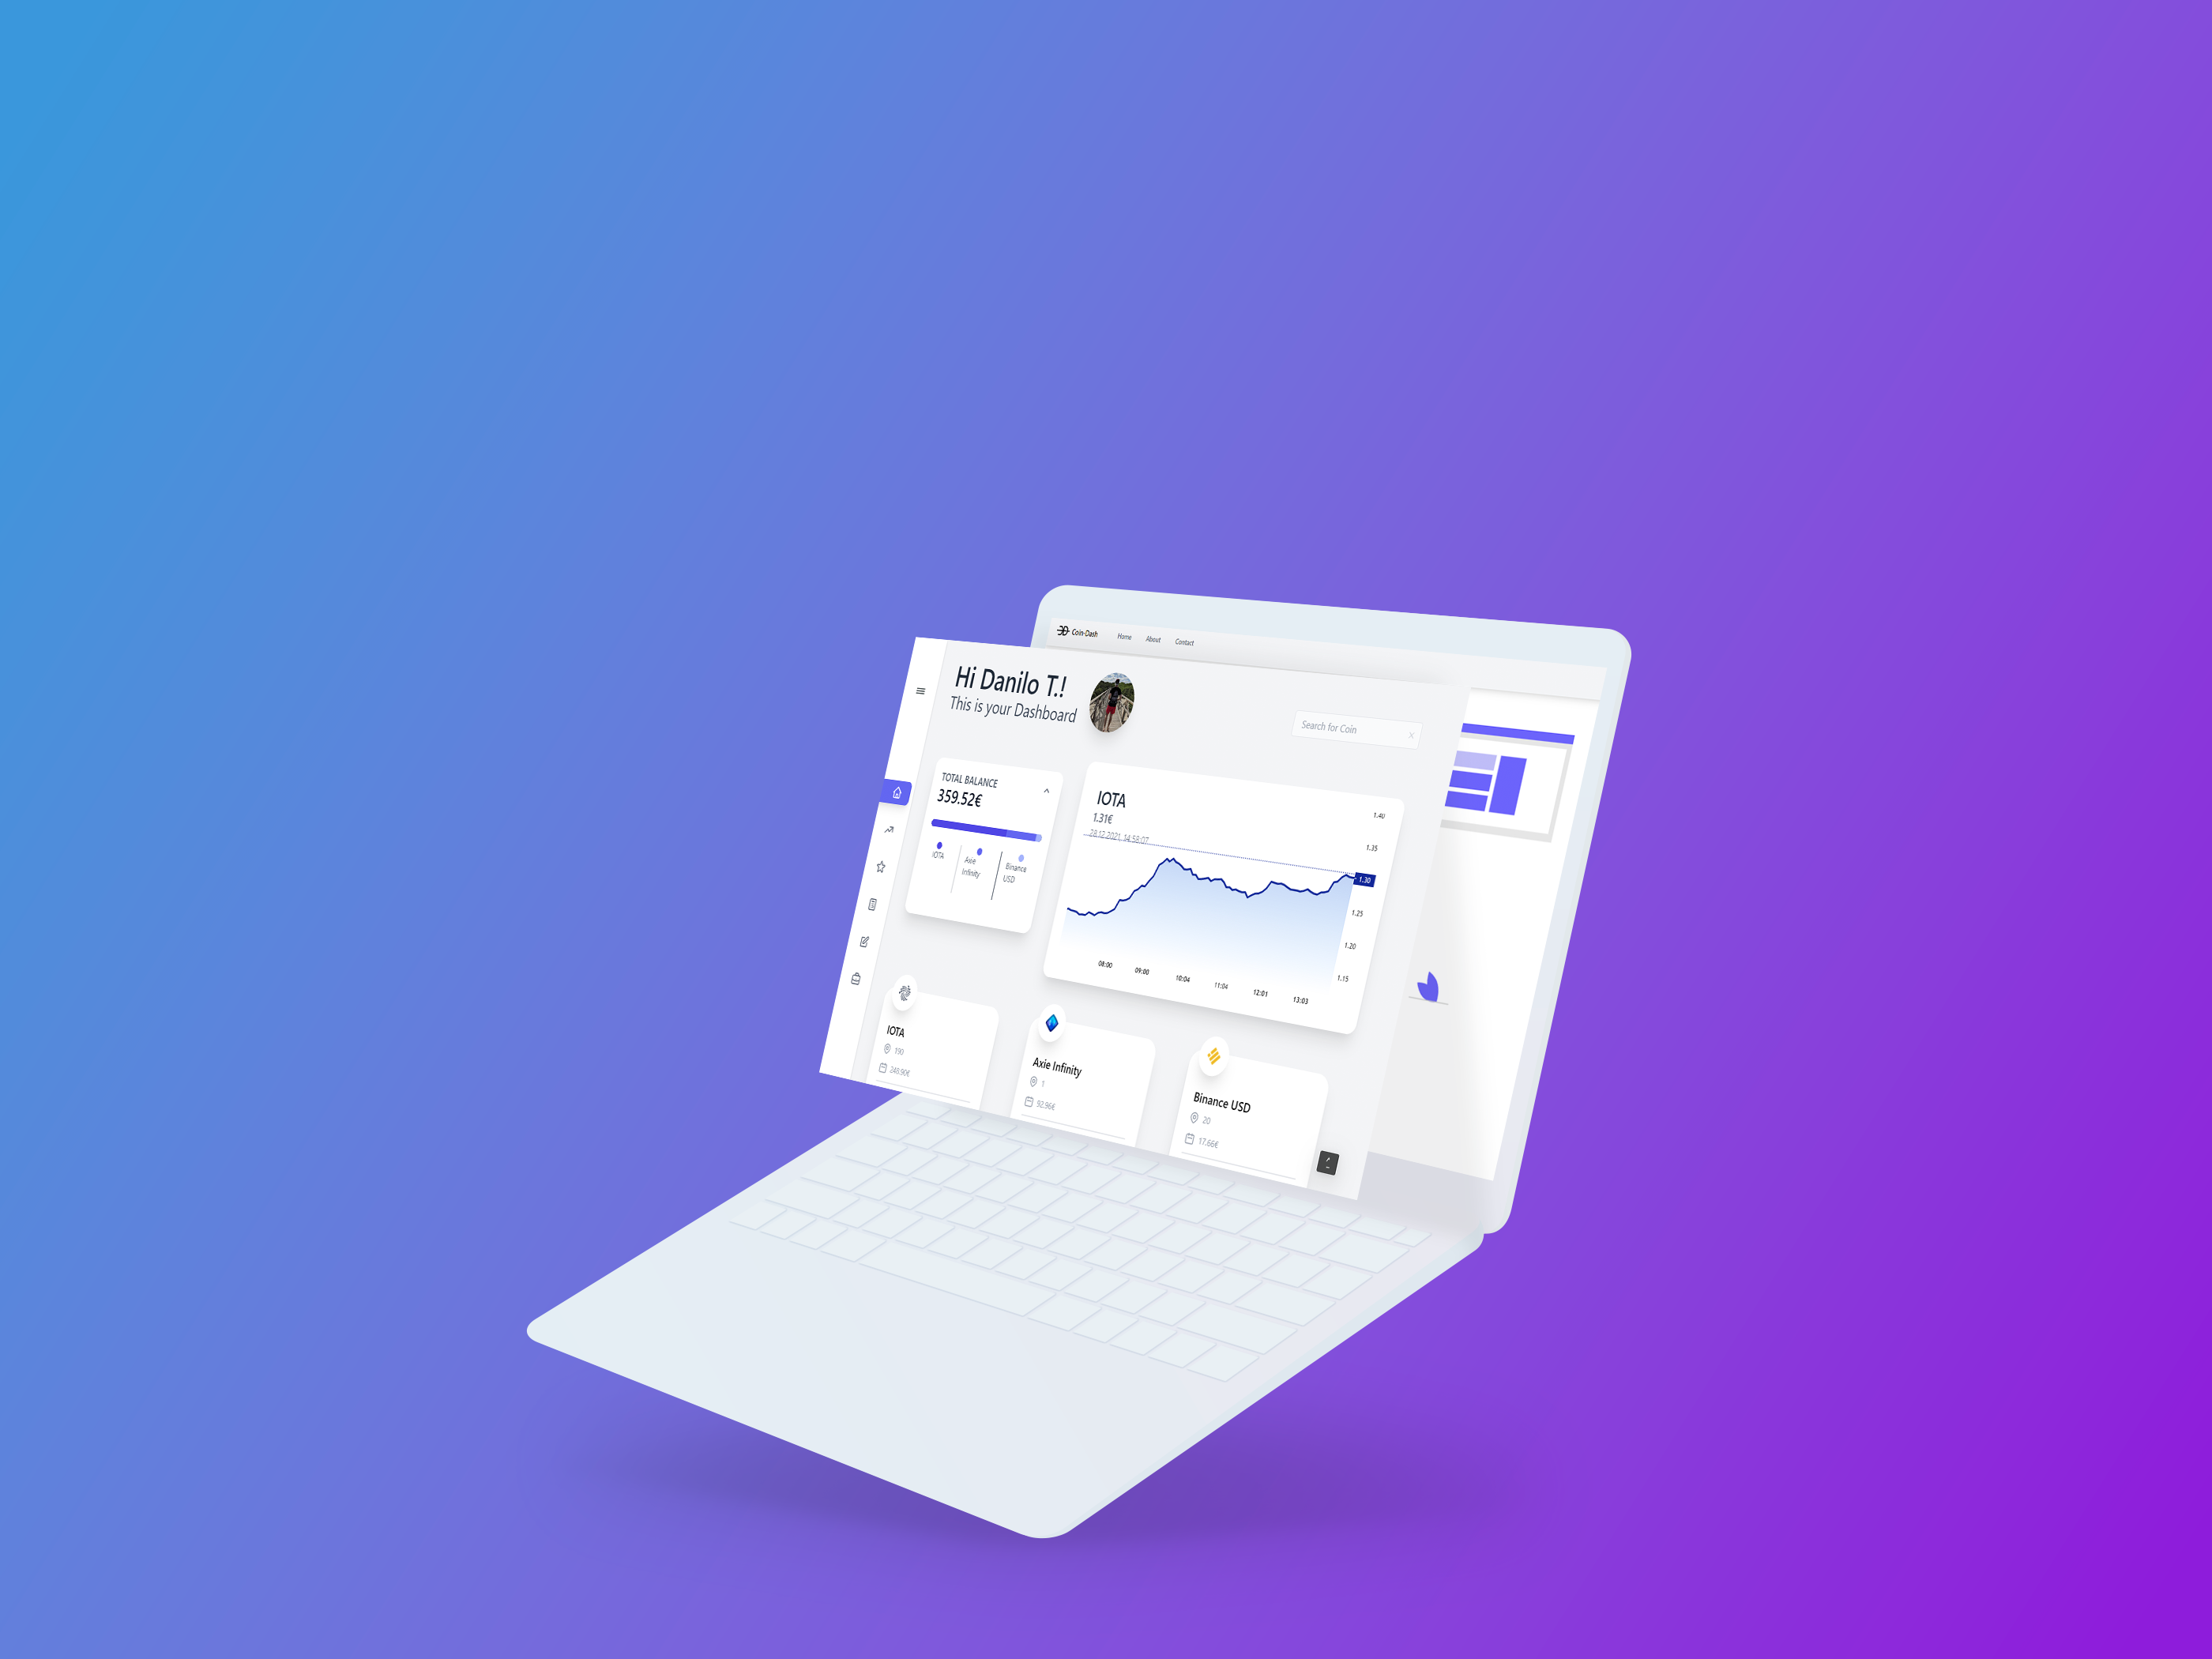 Coin-Dash Home About Contact
Hi Danilo T.!
This is your Dashboard
Search for Coin
TOTAL BALANCE
359.52€
IOTA
Axie
Infinity
Binance
USD
IOTA
1.31€
28.12.2021, 14:58:07
1.40
1.35
1.30
1.25
1.20
1.15
08:00 09:00 10:04 11:04 12:01 13:03
IOTA
190
248.90€
Axie Infinity
1
92.96€
Binance USD
20
17.66€